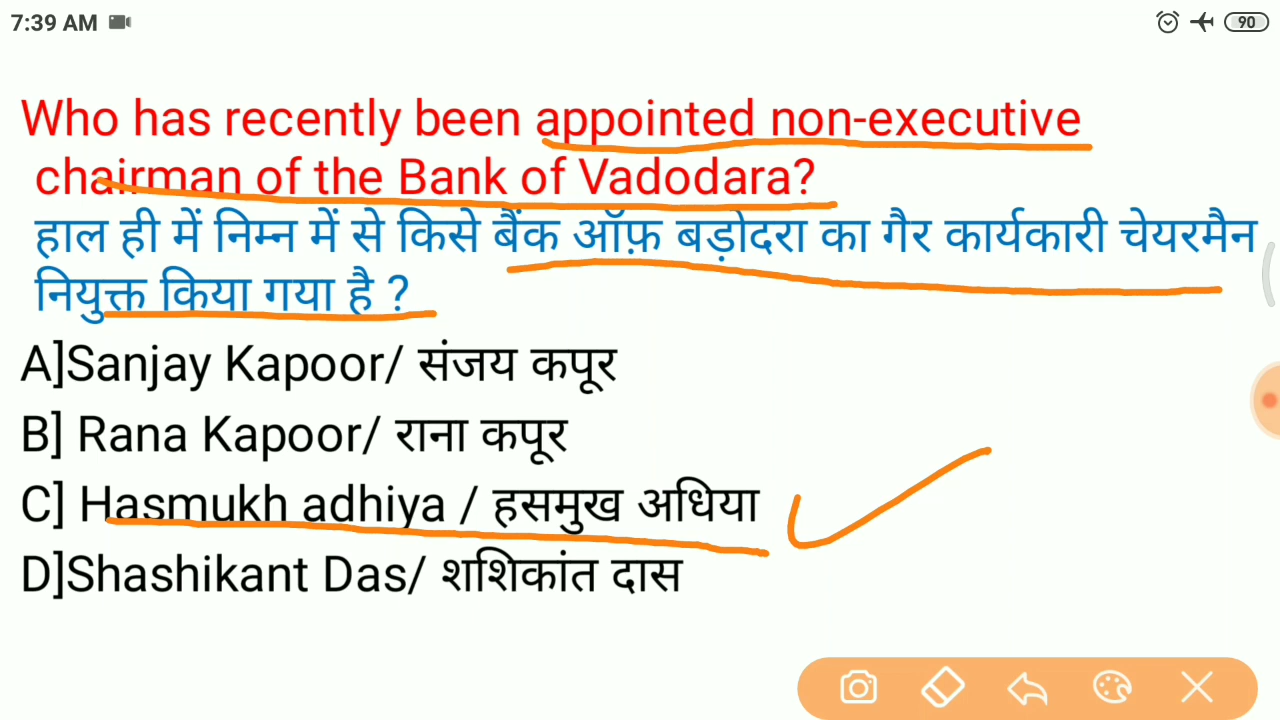 7:39 AM
90
Who has recently been appointed non-executive
chairman of the Bank of Vadodara?
हाल ही में निम्न में से किसे बैंक ऑफ़ बड़ोदरा का गैर कार्यकारी चेयरमैन
नियुक्त किया गया है ?
A]Sanjay Kapoor/ संजय कपूर
B] Rana Kapoor/ राना कपूर
C] Hasmukh adhiya / हसमुख अधिया
D]Shashikant Das/ शशिकांत दास